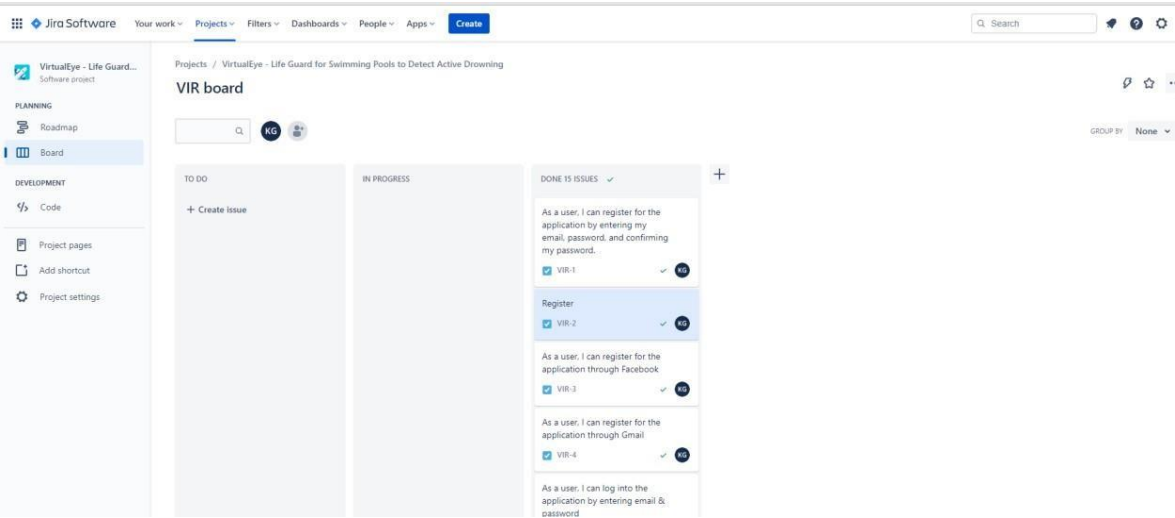 Jira Software Your work Projects Filters Dashboards People Apps Create Search
VirtualEye - Life Guard...
Software project
PLANNING
Roadmap
Board
DEVELOPMENT
Code
Project pages
Add shortcut
Project settings
Projects / VirtualEye - Life Guard for Swimming Pools to Detect Active Drowning
VIR board
KG
GROUP BY None
TO DO
+ Create issue
IN PROGRESS
DONE 15 ISSUES
As a user, I can register for the
application by entering my
email, password, and confirming
my password.
VIR-1 KG
Register
VIR-2 KG
As a user, I can register for the
application through Facebook
VIR-3 KG
As a user, I can register for the
application through Gmail
VIR-4 KG
As a user, I can log into the
application by entering email &
password